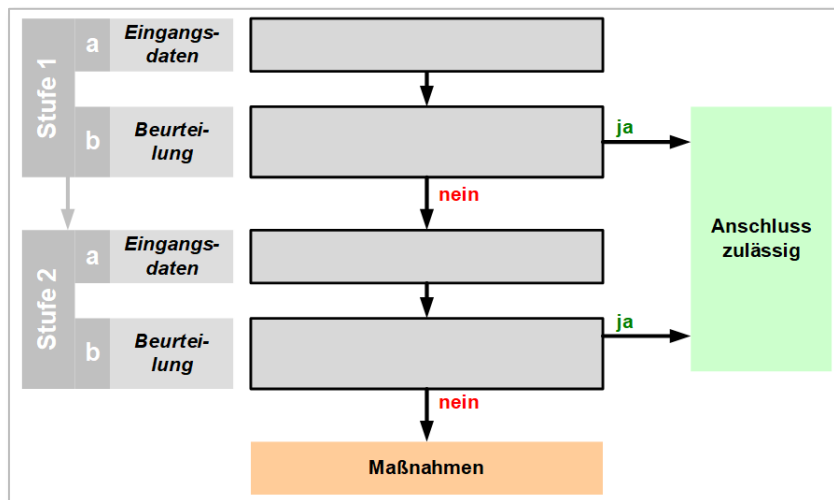 Stufe 1
a
Eingangs-
daten
b
Beurtei-
lung
ja
nein
Anschluss
zulässig
Stufe 2
a
Eingangs-
daten
b
Beurtei-
lung
ja
nein
Maßnahmen